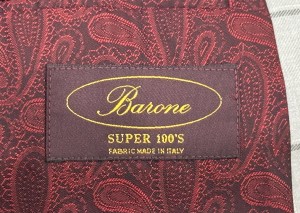 Barone
SUPER 100'S
FABRIC MADE IN ITALY